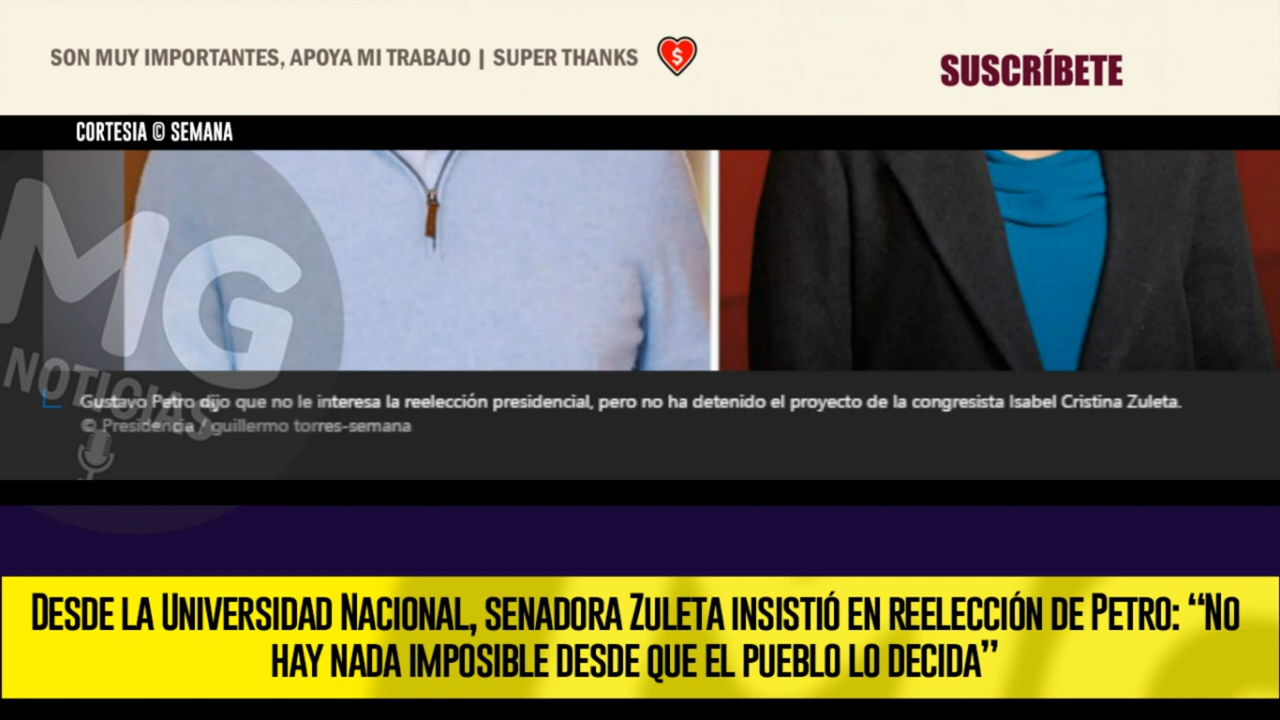 SON MUY IMPORTANTES, APOYA MI TRABAJO | SUPER THANKS
$
SUSCRÍBETE
CORTESIA © SEMANA
MG
NOTICIAS
Gustavo Petro dijo que no le interesa la reelección presidencial, pero no ha detenido el proyecto de la congresista Isabel Cristina Zuleta.
© Presidencia / guillermo torres-semana
DESDE LA UNIVERSIDAD NACIONAL, SENADORA ZULETA INSISTIÓ EN REELECCIÓN DE PETRO: “NO
HAY NADA IMPOSIBLE DESDE QUE EL PUEBLO LO DECIDA”